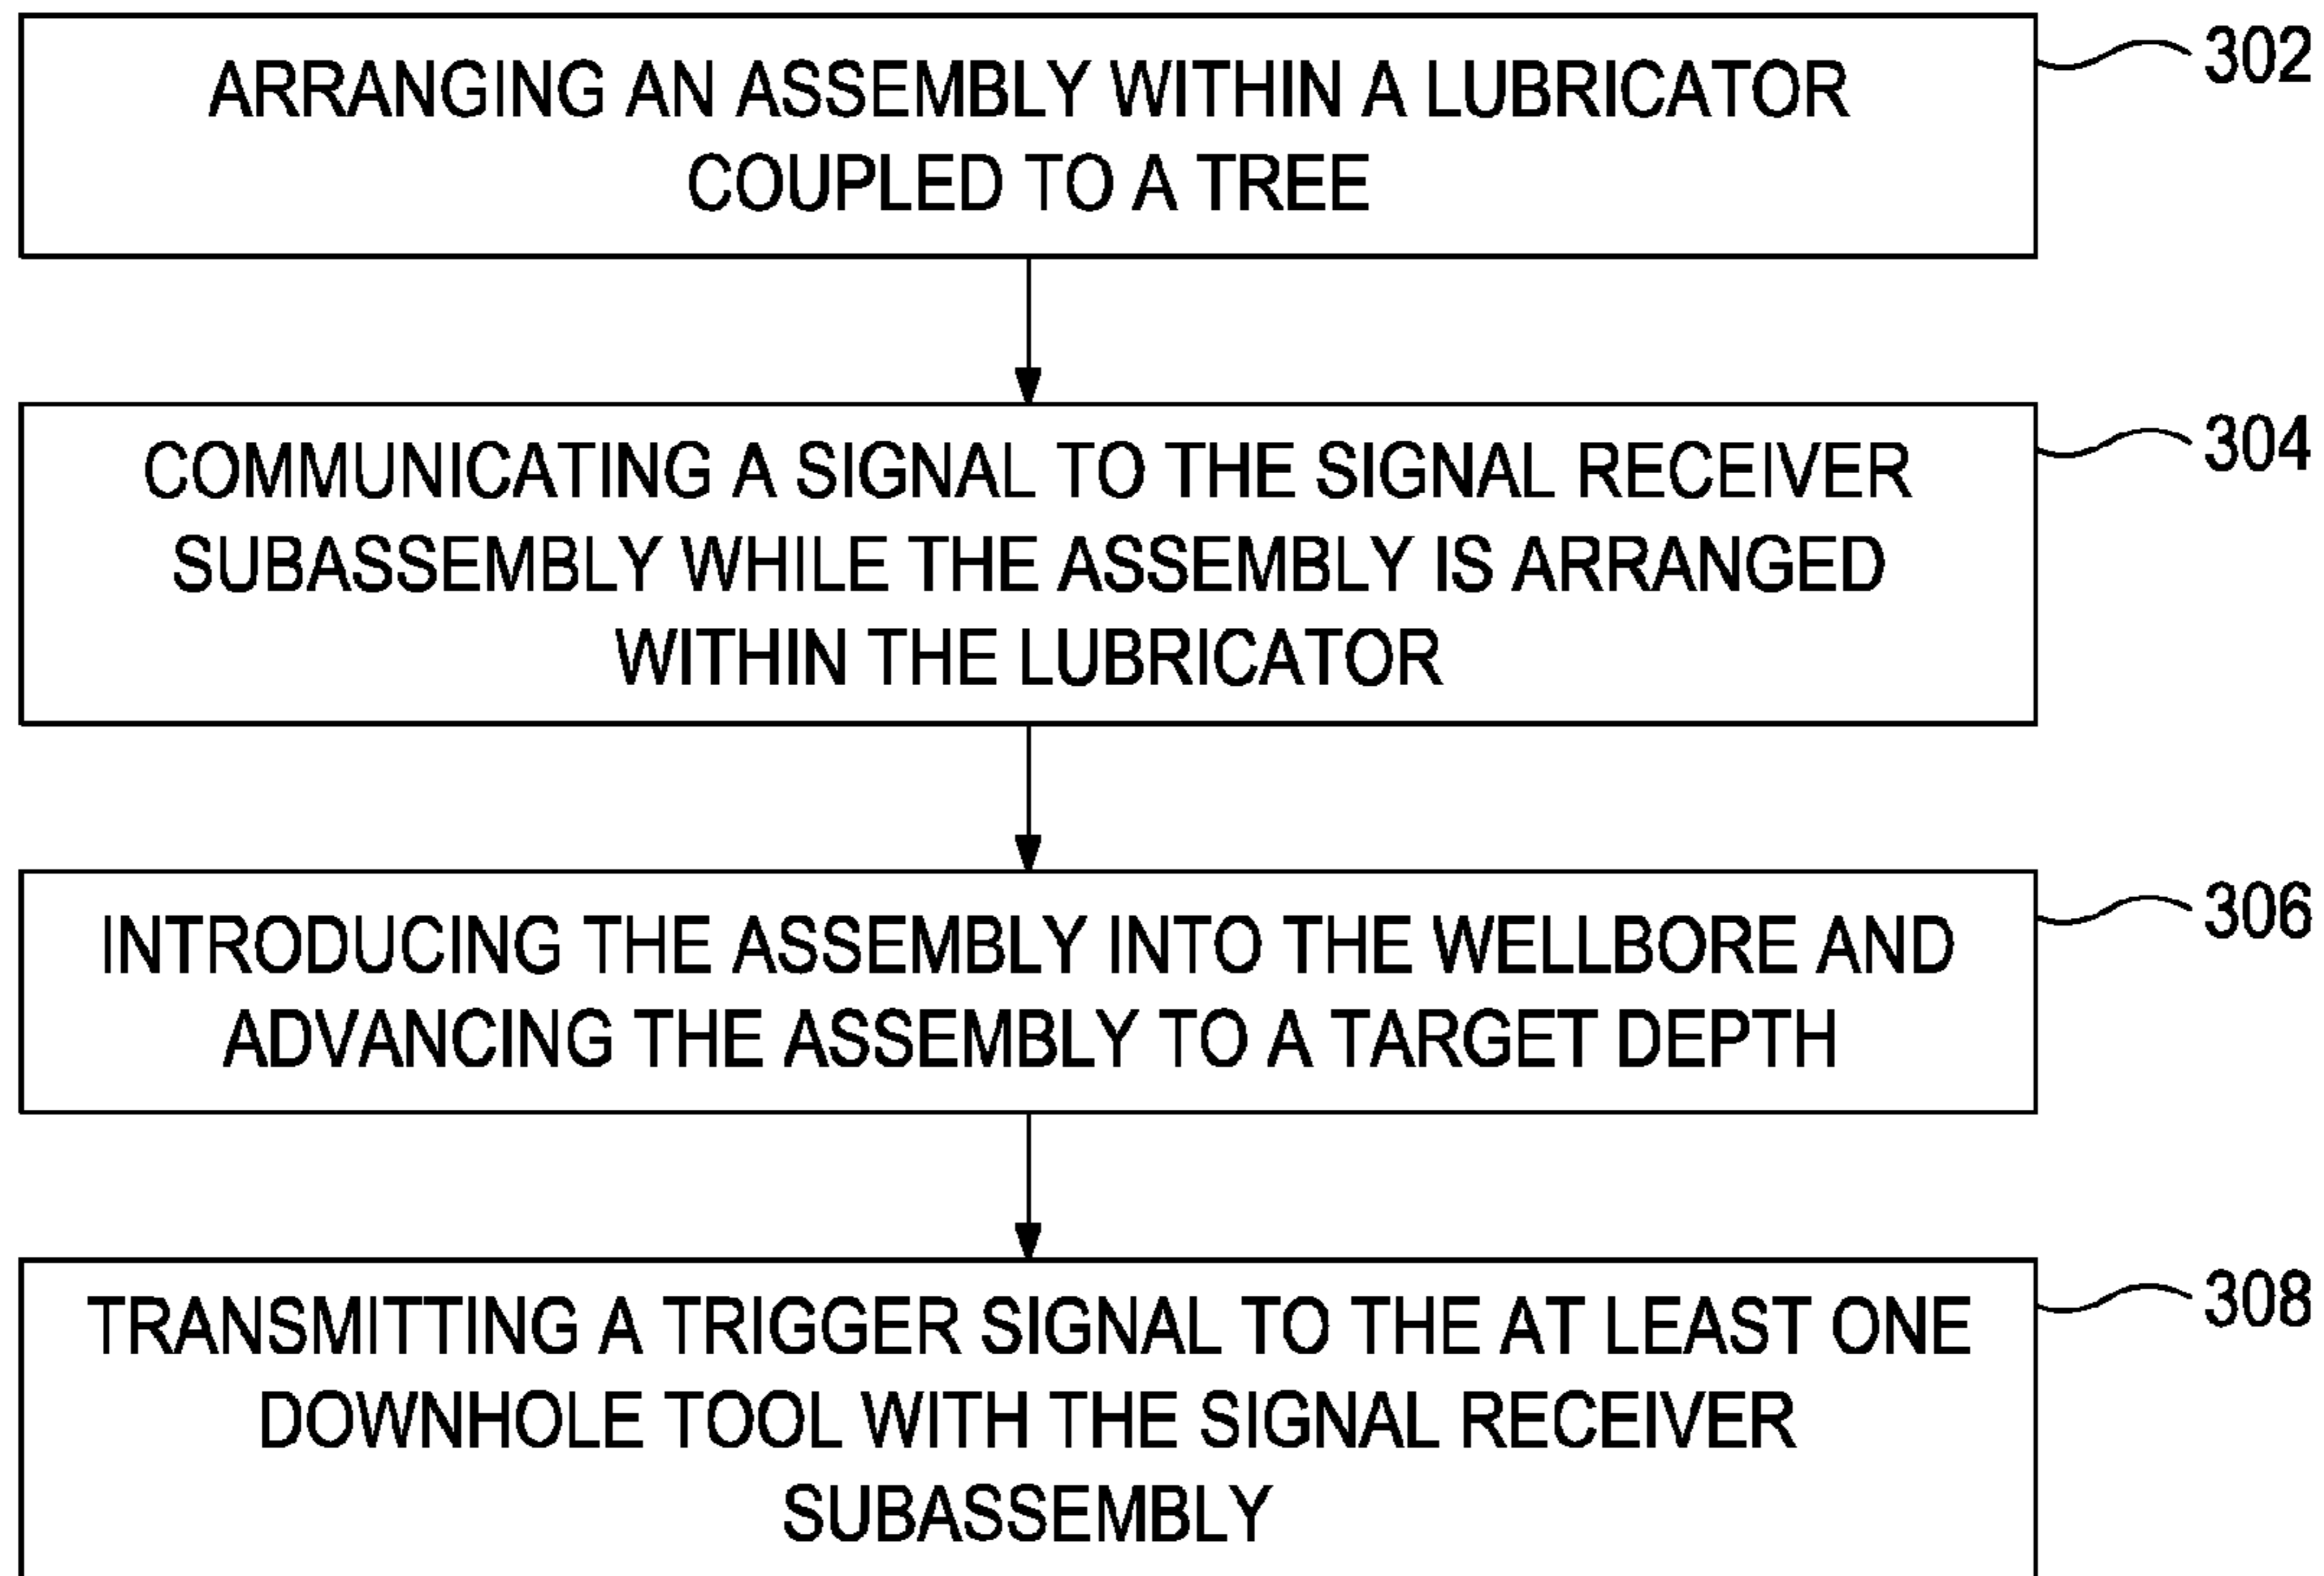 ARRANGING AN ASSEMBLY WITHIN A LUBRICATOR
COUPLED TO A TREE
302
COMMUNICATING A SIGNAL TO THE SIGNAL RECEIVER
SUBASSEMBLY WHILE THE ASSEMBLY IS ARRANGED
WITHIN THE LUBRICATOR
304
INTRODUCING THE ASSEMBLY INTO THE WELLBORE AND
ADVANCING THE ASSEMBLY TO A TARGET DEPTH
306
TRANSMITTING A TRIGGER SIGNAL TO THE AT LEAST ONE
DOWNHOLE TOOL WITH THE SIGNAL RECEIVER
SUBASSEMBLY
308